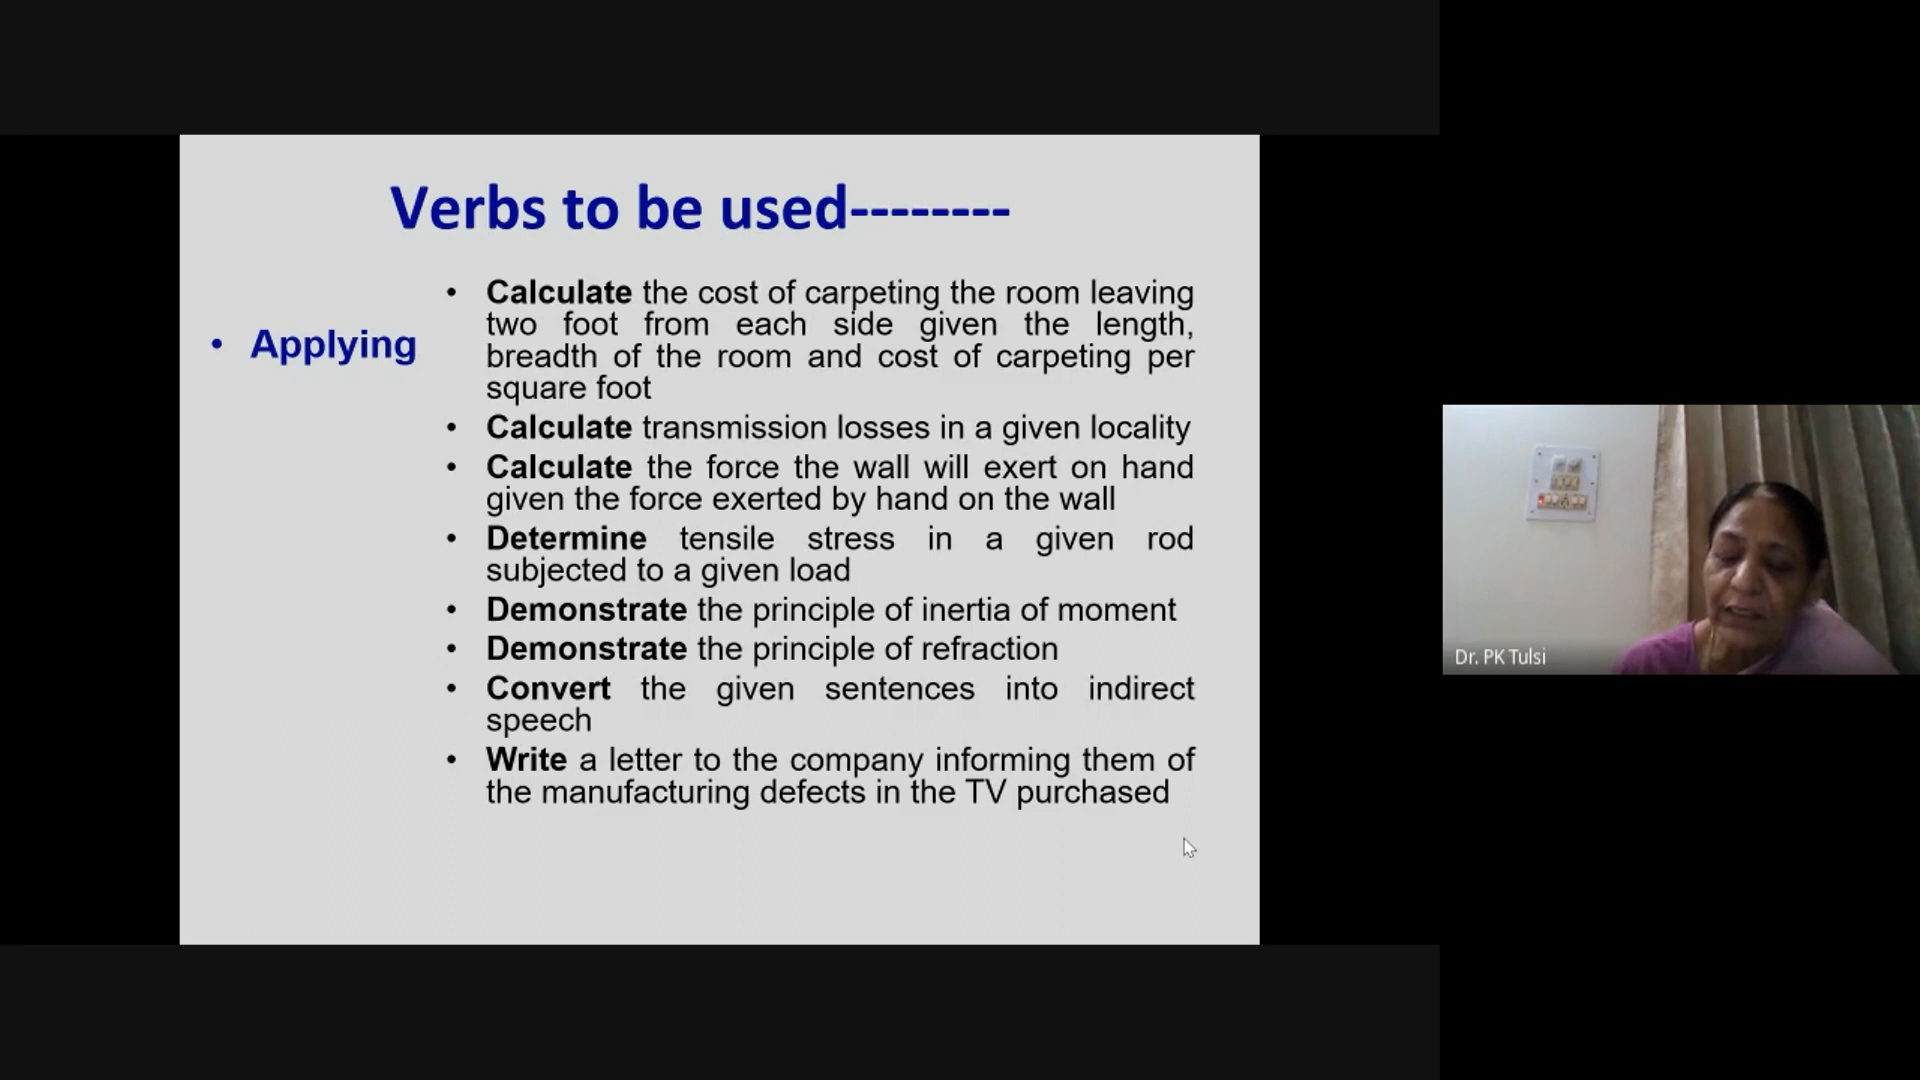 Verbs to be used--------
• Applying
• Calculate the cost of carpeting the room leaving
two foot from each side given the length,
breadth of the room and cost of carpeting per
square foot
• Calculate transmission losses in a given locality
• Calculate the force the wall will exert on hand
given the force exerted by hand on the wall
• Determine tensile stress in a given rod
subjected to a given load
• Demonstrate the principle of inertia of moment
• Demonstrate the principle of refraction
• Convert the given sentences into indirect
speech
• Write a letter to the company informing them of
the manufacturing defects in the TV purchased
Dr. PK Tulsi